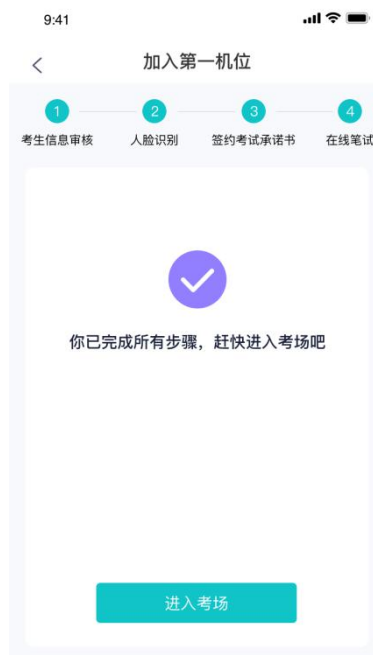 9:41
加入第一机位
1 2 3 4
考生信息审核 人脸识别 签约考试承诺书 在线笔试
你已完成所有步骤，赶快进入考场吧
进入考场